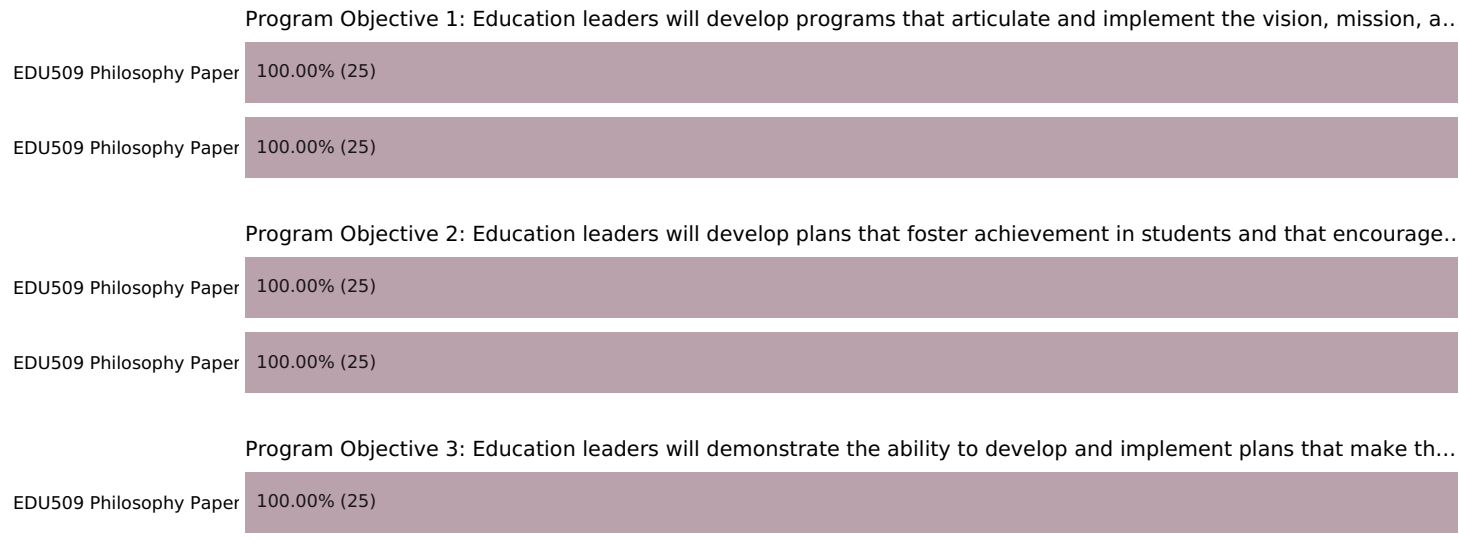 Program Objective 1: Education leaders will develop programs that articulate and implement the vision, mission, a...
EDU509 Philosophy Paper 100.00% (25)
EDU509 Philosophy Paper 100.00% (25)
Program Objective 2: Education leaders will develop plans that foster achievement in students and that encourage...
EDU509 Philosophy Paper 100.00% (25)
EDU509 Philosophy Paper 100.00% (25)
Program Objective 3: Education leaders will demonstrate the ability to develop and implement plans that make th...
EDU509 Philosophy Paper 100.00% (25)